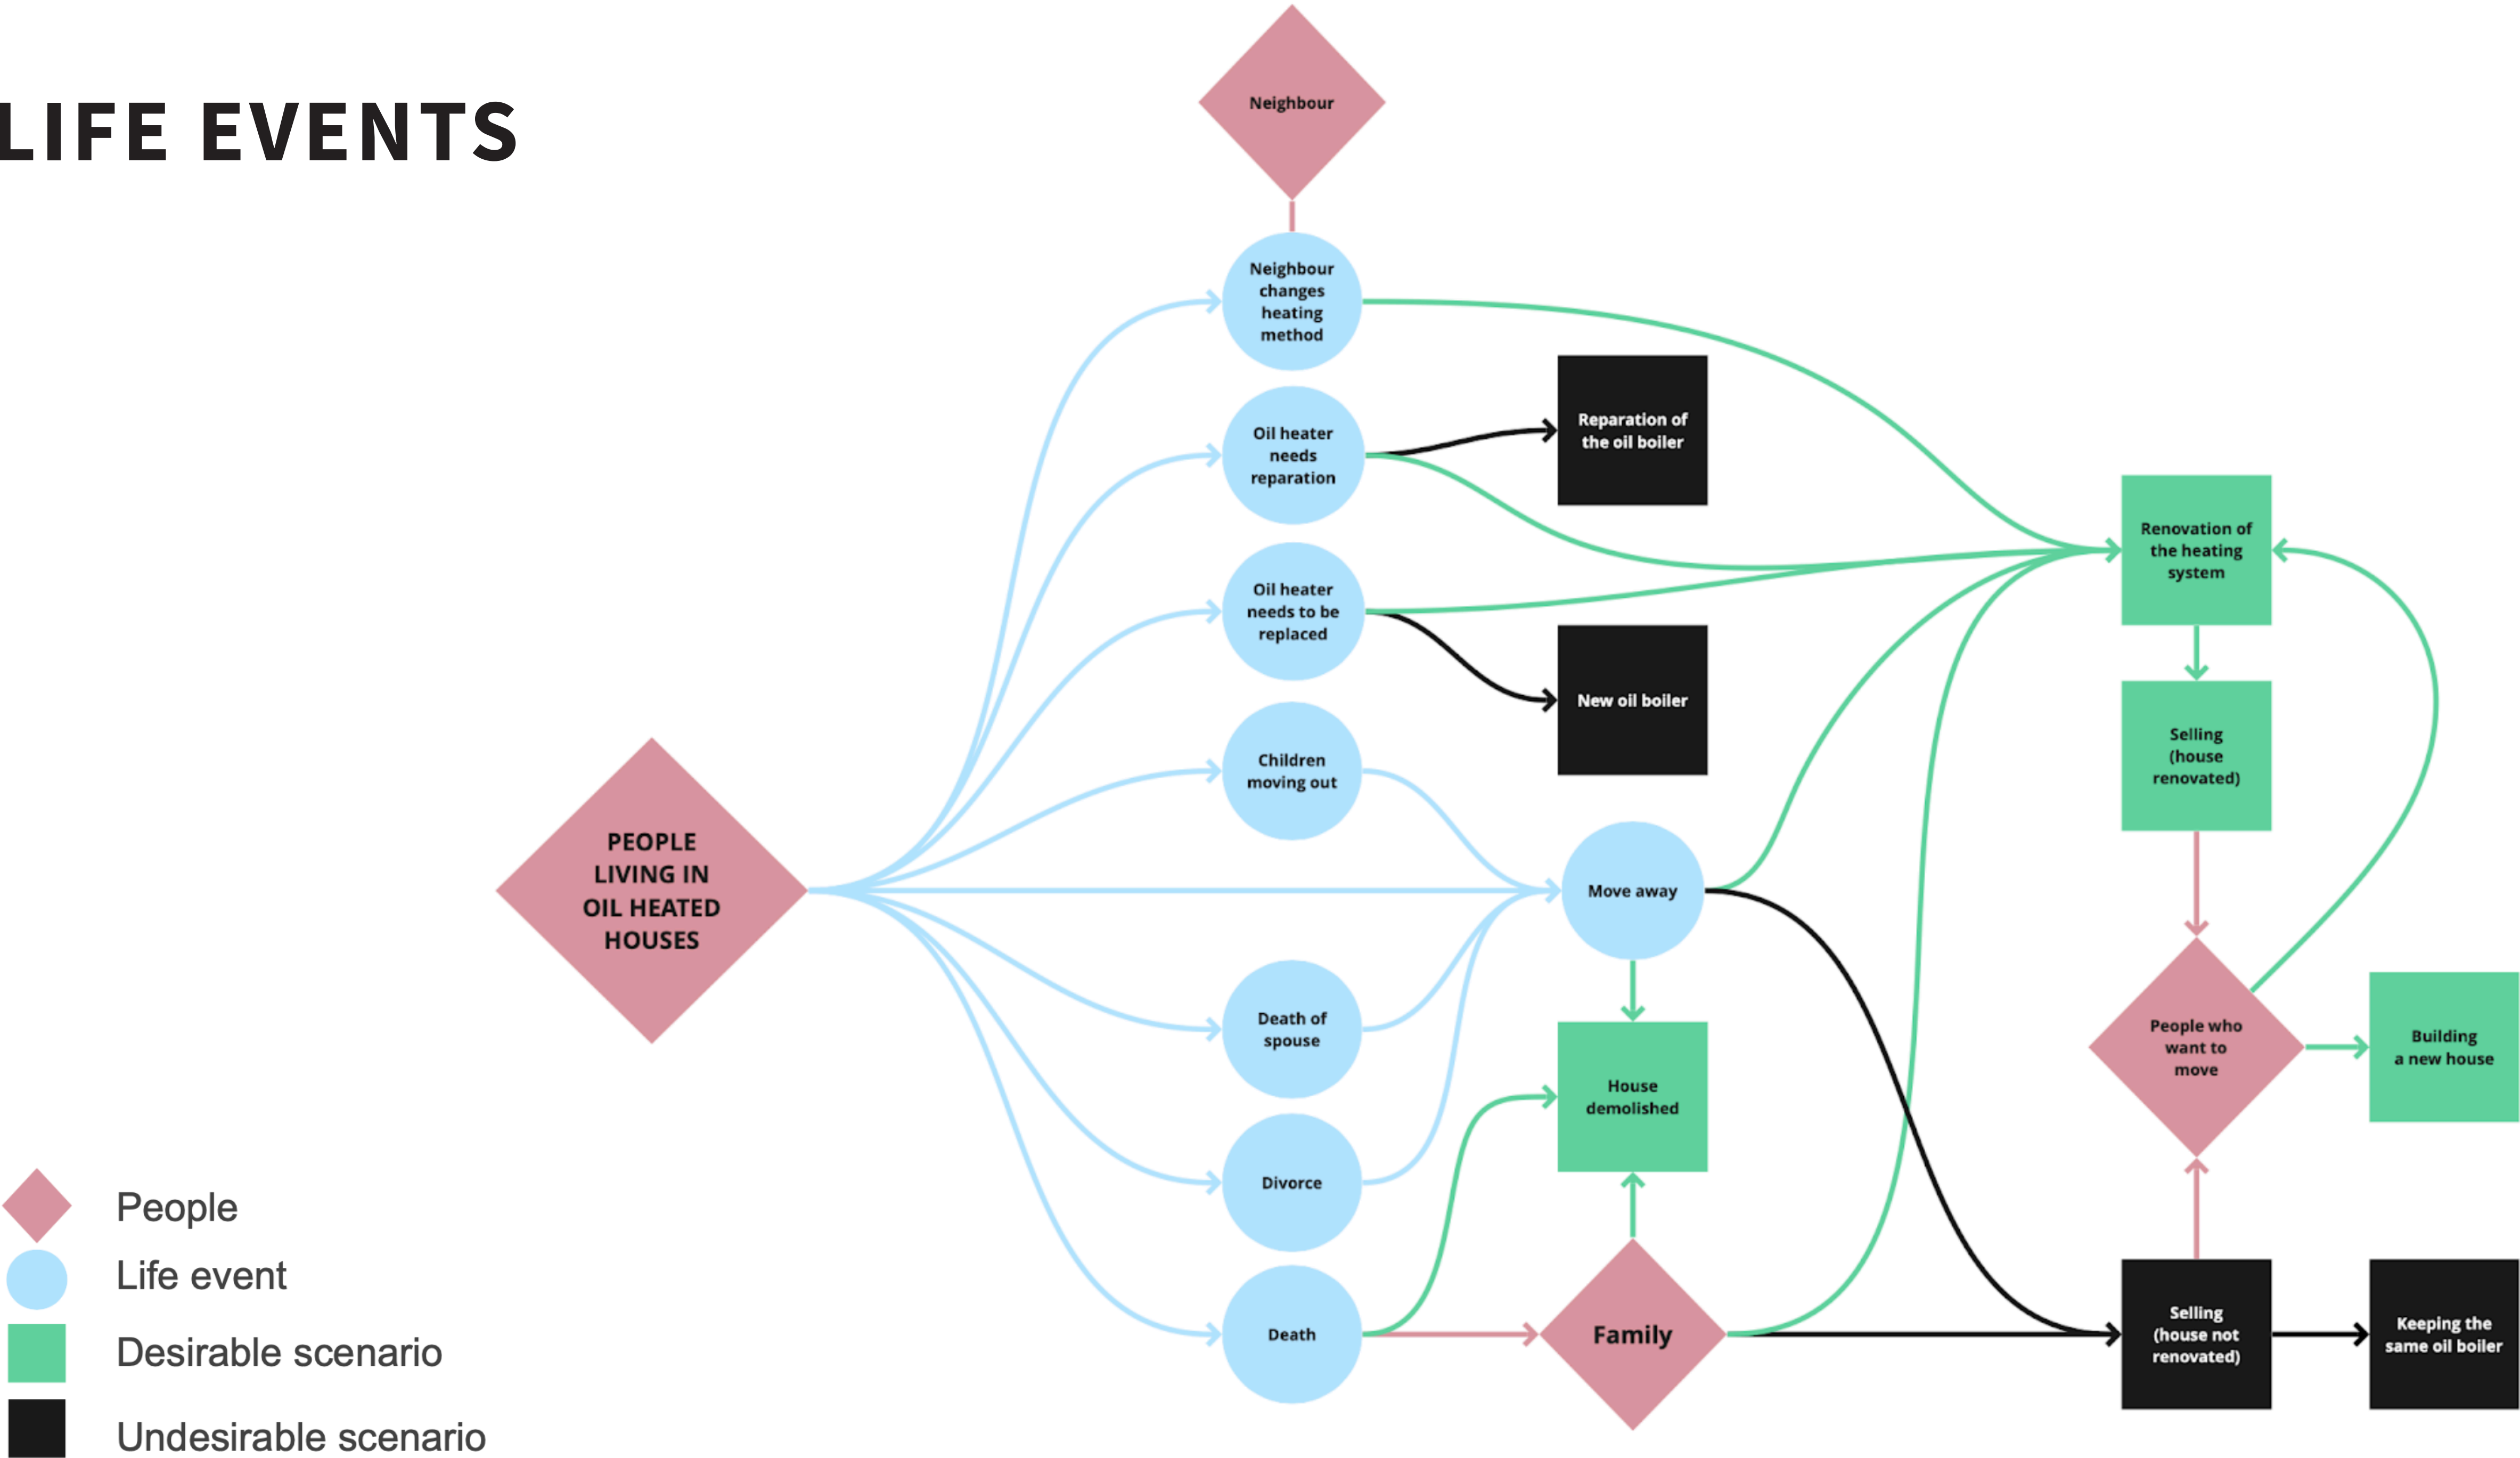 LIFE EVENTS
Neighbour
Neighbour
changes
heating
method
Oil heater
needs
reparation
Reparation of
the oil boiler
Oil heater
needs to be
replaced
New oil boiler
Renovation of
the heating
system
Selling
(house
renovated)
Children
moving out
PEOPLE
LIVING IN
OIL HEATED
HOUSES
Move away
Death of
spouse
House
demolished
People who
want to
move
Building
a new house
Divorce
Death
Family
Selling
(house not
renovated)
Keeping the
same oil boiler
People
Life event
Desirable scenario
Undesirable scenario